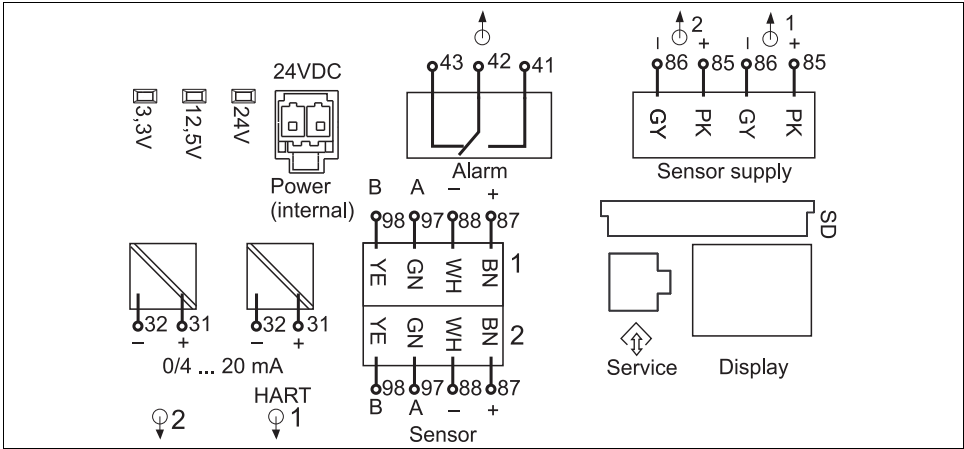 2 1
– + – +
43 42 41
86 85 86 85
24VDC
3,3V 12,5V 24V
GY PK GY PK
Alarm
Sensor supply
Power
(internal)
B A – +
98 97 88 87
YE GN WH BN 1
SD
YE GN WH BN 2
32 31 32 31
– + – +
0/4 ... 20 mA
Service
Display
98 97 88 87
HART
B A – +
2 1
Sensor